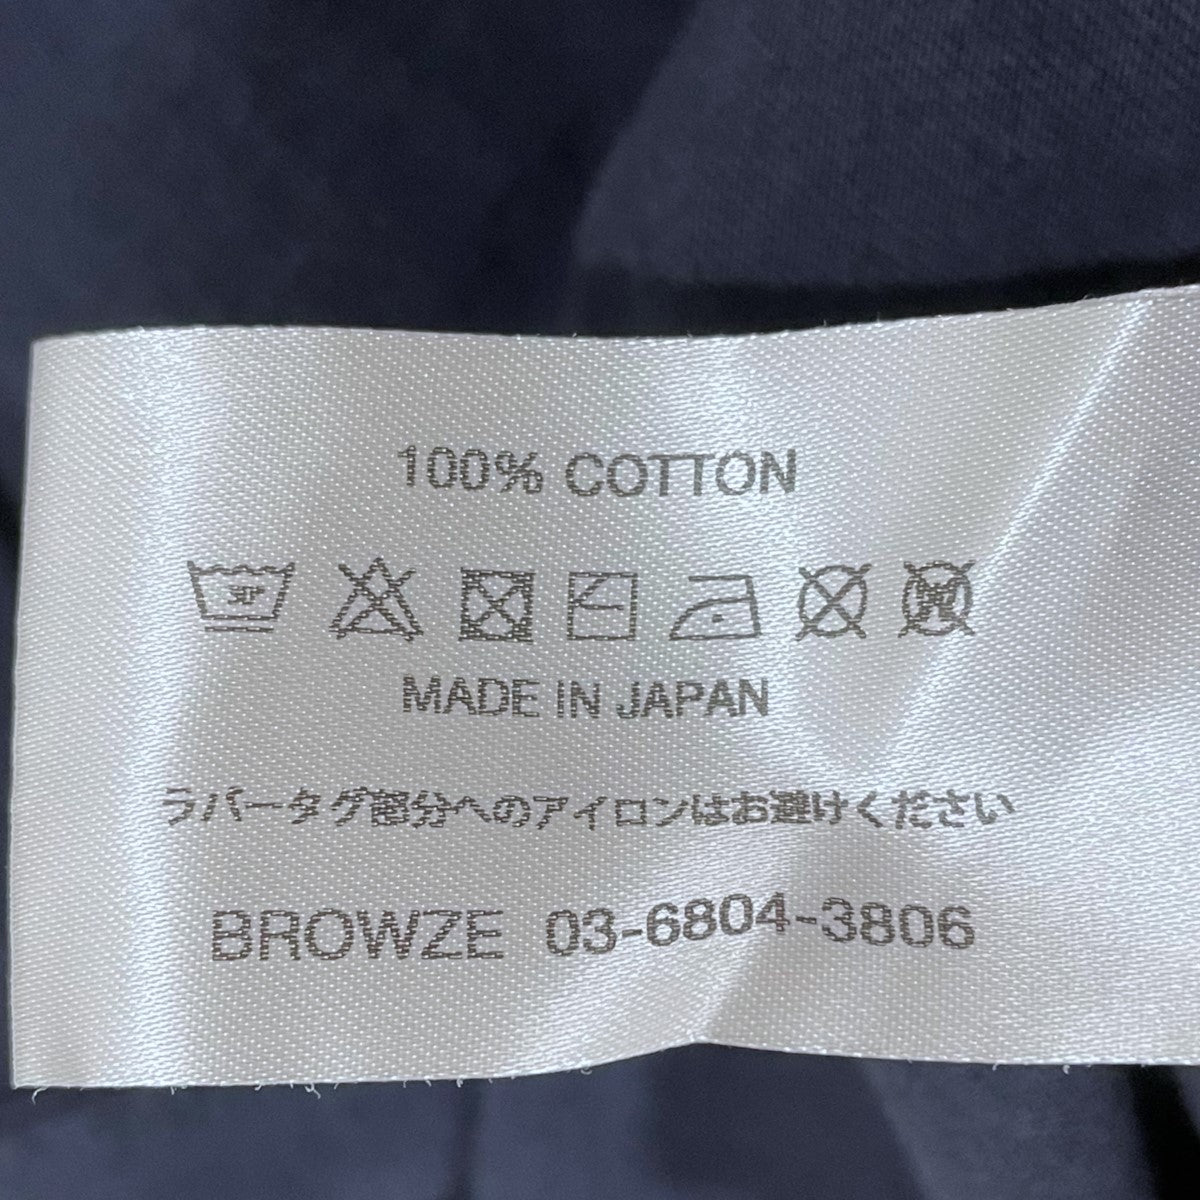 100% COTTON
MADE IN JAPAN
ラバータグ部分へのアイロンはお避けください
BROWZE 03-6804-3806